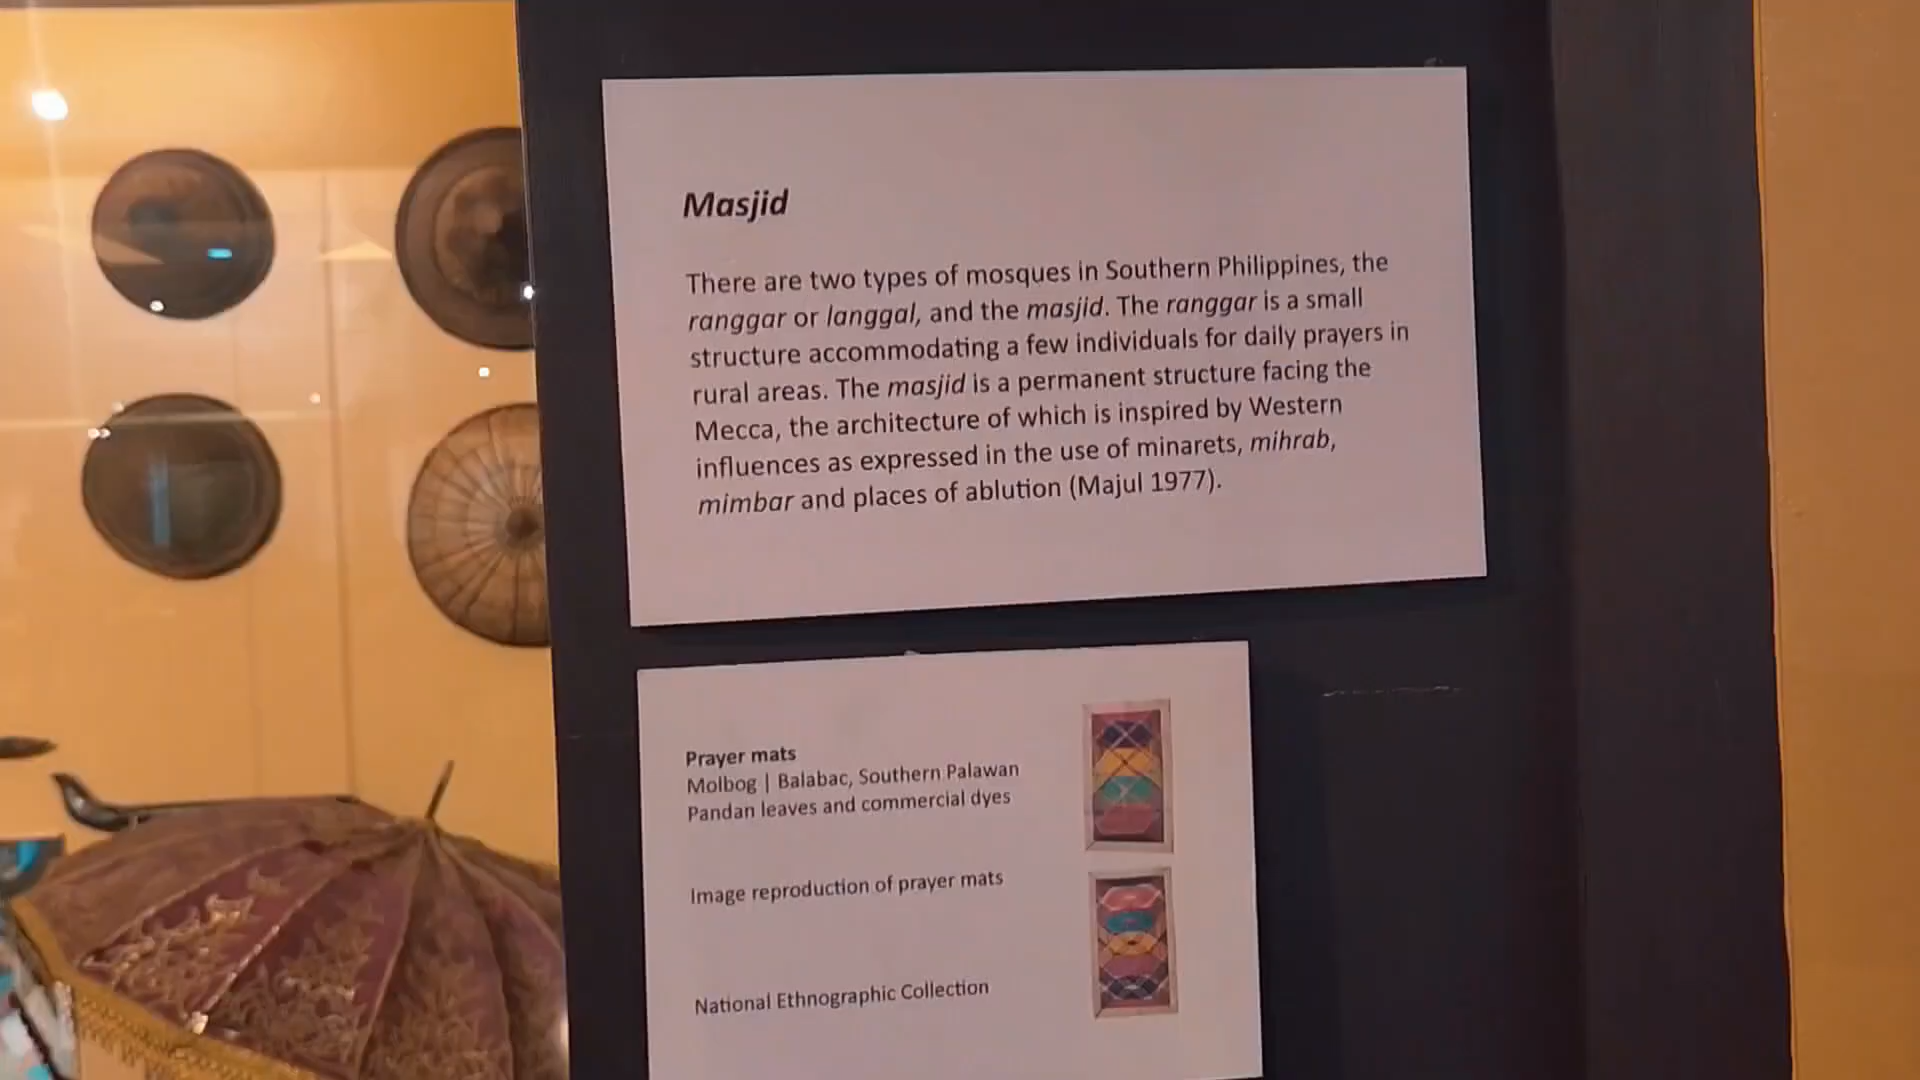 Masjid
There are two types of mosques in Southern Philippines, the
ranggar or langgal, and the masjid. The ranggar is a small
structure accommodating a few individuals for daily prayers in
rural areas. The masjid is a permanent structure facing the
Mecca, the architecture of which is inspired by Western
influences as expressed in the use of minarets, mihrab,
mimbar and places of ablution (Majul 1977).
Prayer mats
Molbog | Balabac, Southern Palawan
Pandan leaves and commercial dyes
Image reproduction of prayer mats
National Ethnographic Collection